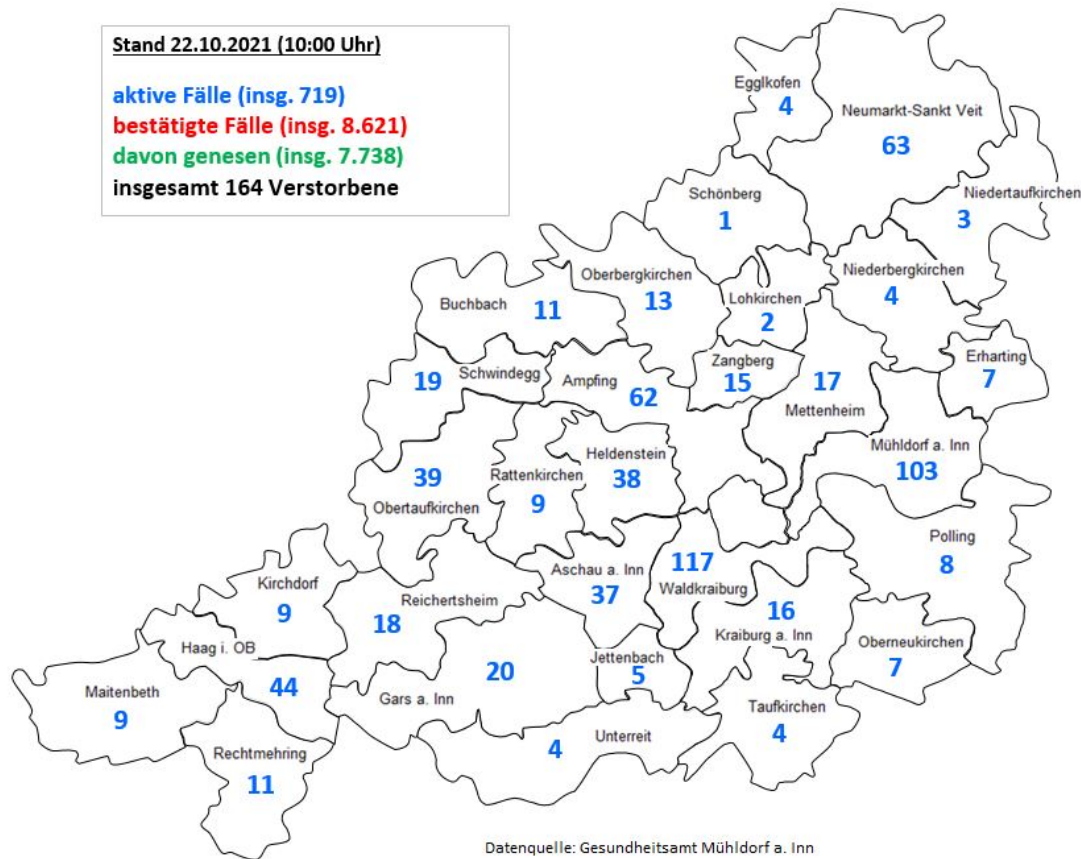 Stand 22.10.2021 (10:00 Uhr)
aktive Fälle (insg. 719)
bestätigte Fälle (insg. 8.621)
davon genesen (insg. 7.738)
insgesamt 164 Verstorbene
Egglkofen
4
Neumarkt-Sankt Veit
63
Niedertaufkirchen
3
Schönberg
1
Niederbergkirchen
4
Oberbergkirchen
13
Lohkirchen
2
Buchbach
11
Zangberg
15
Erharting
7
19
Schwindegg
Ampfing
62
17
Mettenheim
Mühldorf a. Inn
103
39
Obertaufkirchen
Rattenkirchen
9
Heldenstein
38
Polling
8
Kirchdorf
9
Reichertsheim
18
Aschau a. Inn
37
117
Waldkraiburg
16
Kraiburg a. Inn
Oberneukirchen
7
Haag i. OB
44
Maitenbeth
9
20
Gars a. Inn
Jettenbach
5
Taufkirchen
4
Rechtmehring
11
4
Unterreit
Datenquelle: Gesundheitsamt Mühldorf a. Inn